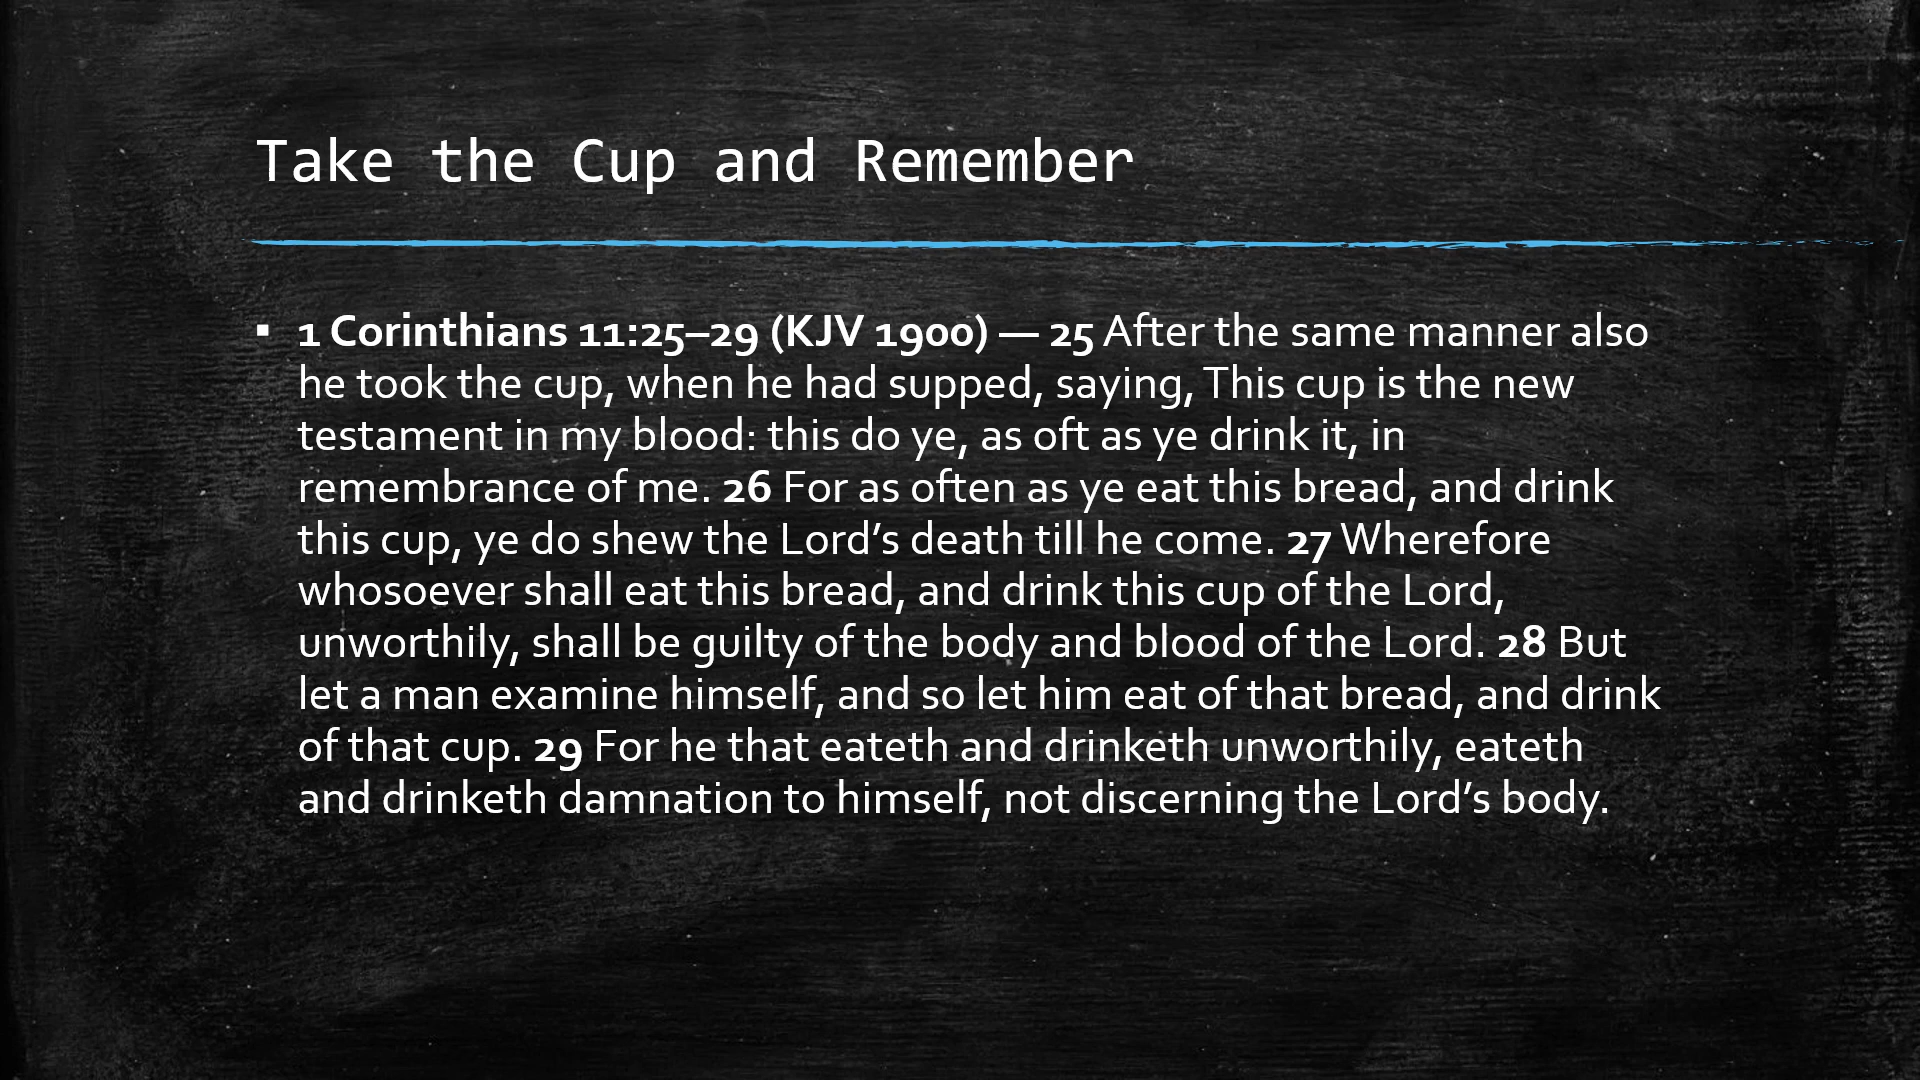 Take the Cup and Remember
▪ 1 Corinthians 11:25–29 (KJV 1900) — 25 After the same manner also
he took the cup, when he had supped, saying, This cup is the new
testament in my blood: this do ye, as oft as ye drink it, in
remembrance of me. 26 For as often as ye eat this bread, and drink
this cup, ye do shew the Lord’s death till he come. 27 Wherefore
whosoever shall eat this bread, and drink this cup of the Lord,
unworthily, shall be guilty of the body and blood of the Lord. 28 But
let a man examine himself, and so let him eat of that bread, and drink
of that cup. 29 For he that eateth and drinketh unworthily, eateth
and drinketh damnation to himself, not discerning the Lord’s body.